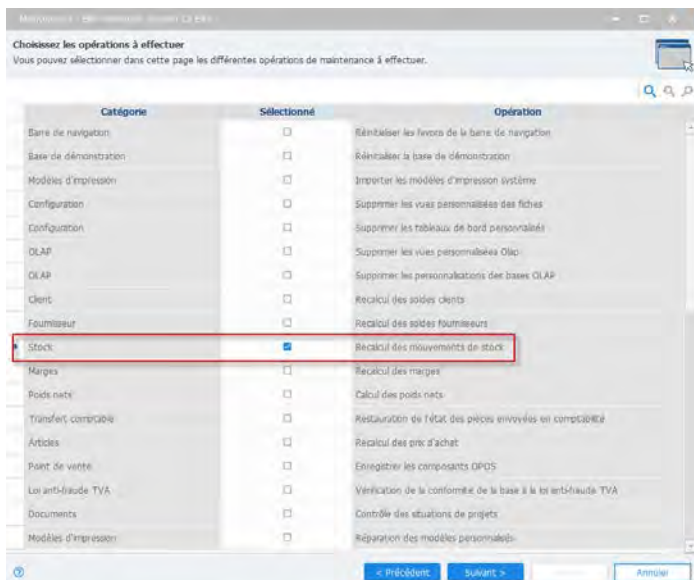 Choisissez les opérations à effectuer
Vous pouvez sélectionner dans cette page les différentes opérations de maintenance à effectuer.
Catégorie Sélectionné Opération
Barre de navigation Réinitialiser les favoris de la barre de navigation
Base de démonstration Réinitialiser la base de démonstration
Modèles d'impression Importer les modèles d'impression système
Configuration Supprimer les vues personnalisées des fiches
Configuration Supprimer les tableaux de bord personnalisés
OLAP Supprimer les vues personnalisées Olap
OLAP Supprimer les personnalisations des bases OLAP
Client Recalcul des soldes clients
Fournisseur Recalcul des soldes fournisseurs
Stock Recalcul des mouvements de stock
Marges Recalcul des marges
Poids nets Calcul des poids nets
Transfert comptable Restauration de l'état des pièces envoyées en comptabilité
Articles Recalcul des prix d'achat
Point de vente Enregistrer les composants OPOS
Loi anti-fraude TVA Vérification de la conformité de la base à la loi anti-fraude TVA
Documents Contrôle des situations de projets
Modèles d'impression Réparation des modèles personnalisés
< Précédent Suivant > Annuler